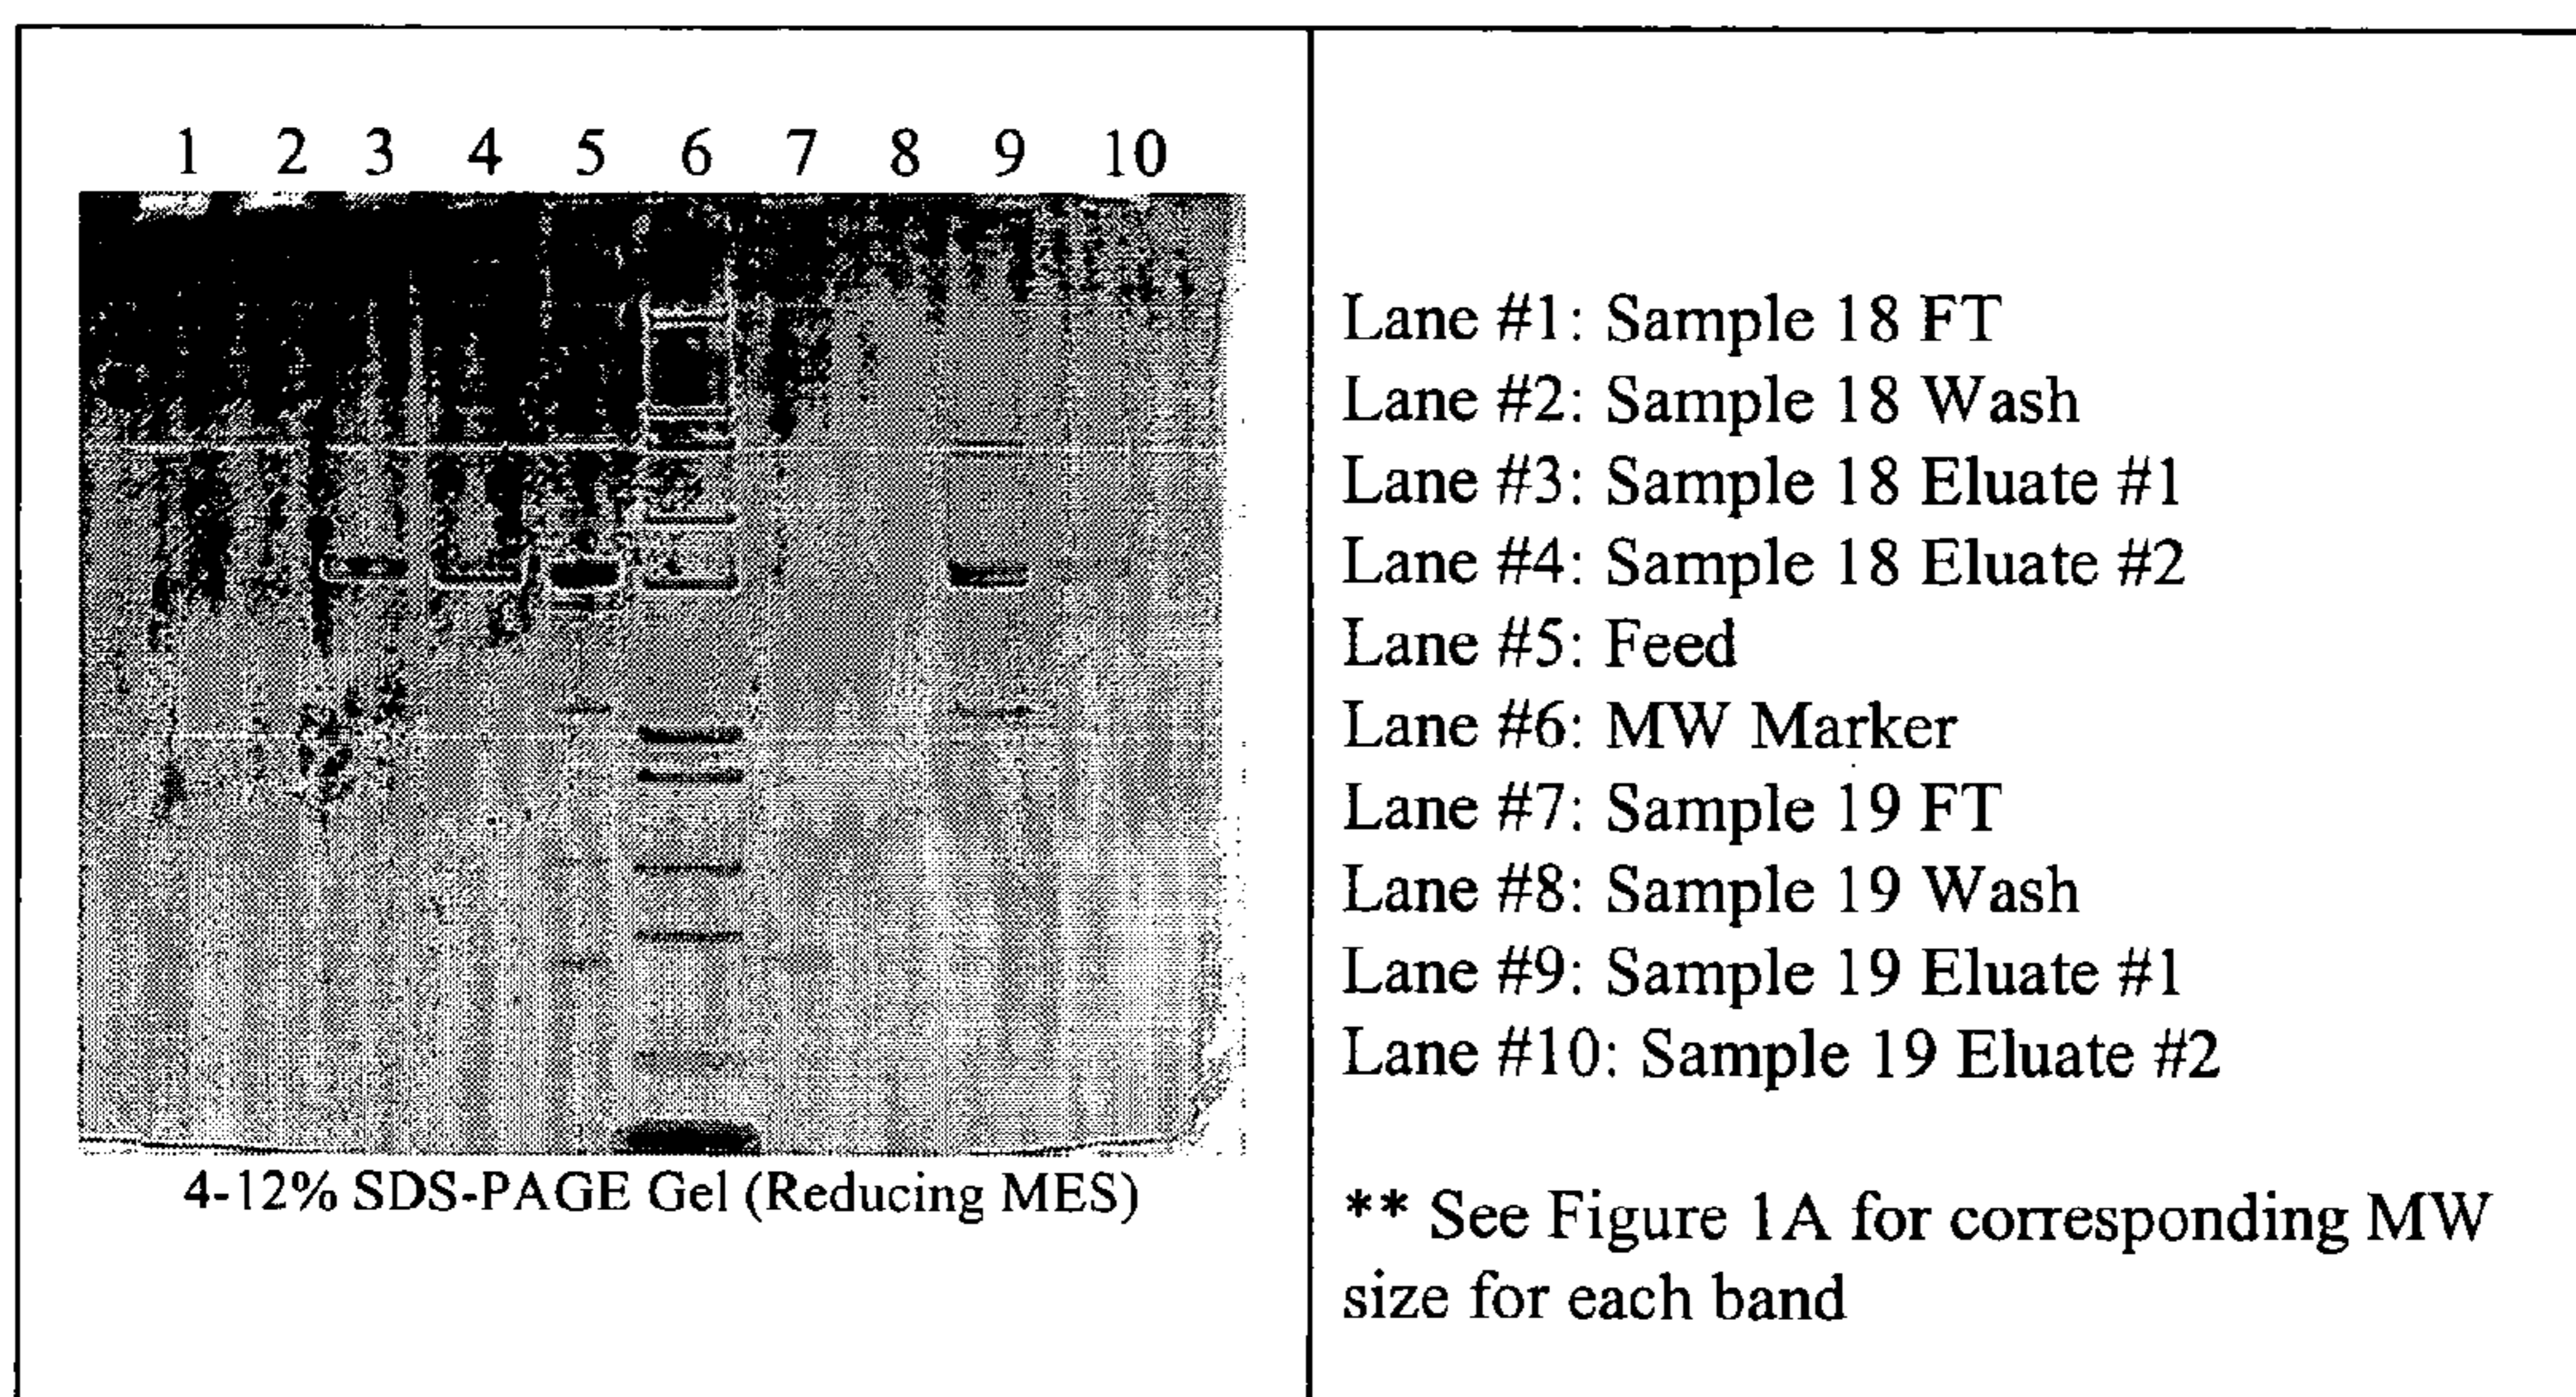 1 2 3 4 5 6 7 8 9 10
4-12% SDS-PAGE Gel (Reducing MES)
Lane #1: Sample 18 FT
Lane #2: Sample 18 Wash
Lane #3: Sample 18 Eluate #1
Lane #4: Sample 18 Eluate #2
Lane #5: Feed
Lane #6: MW Marker
Lane #7: Sample 19 FT
Lane #8: Sample 19 Wash
Lane #9: Sample 19 Eluate #1
Lane #10: Sample 19 Eluate #2
** See Figure 1A for corresponding MW
size for each band